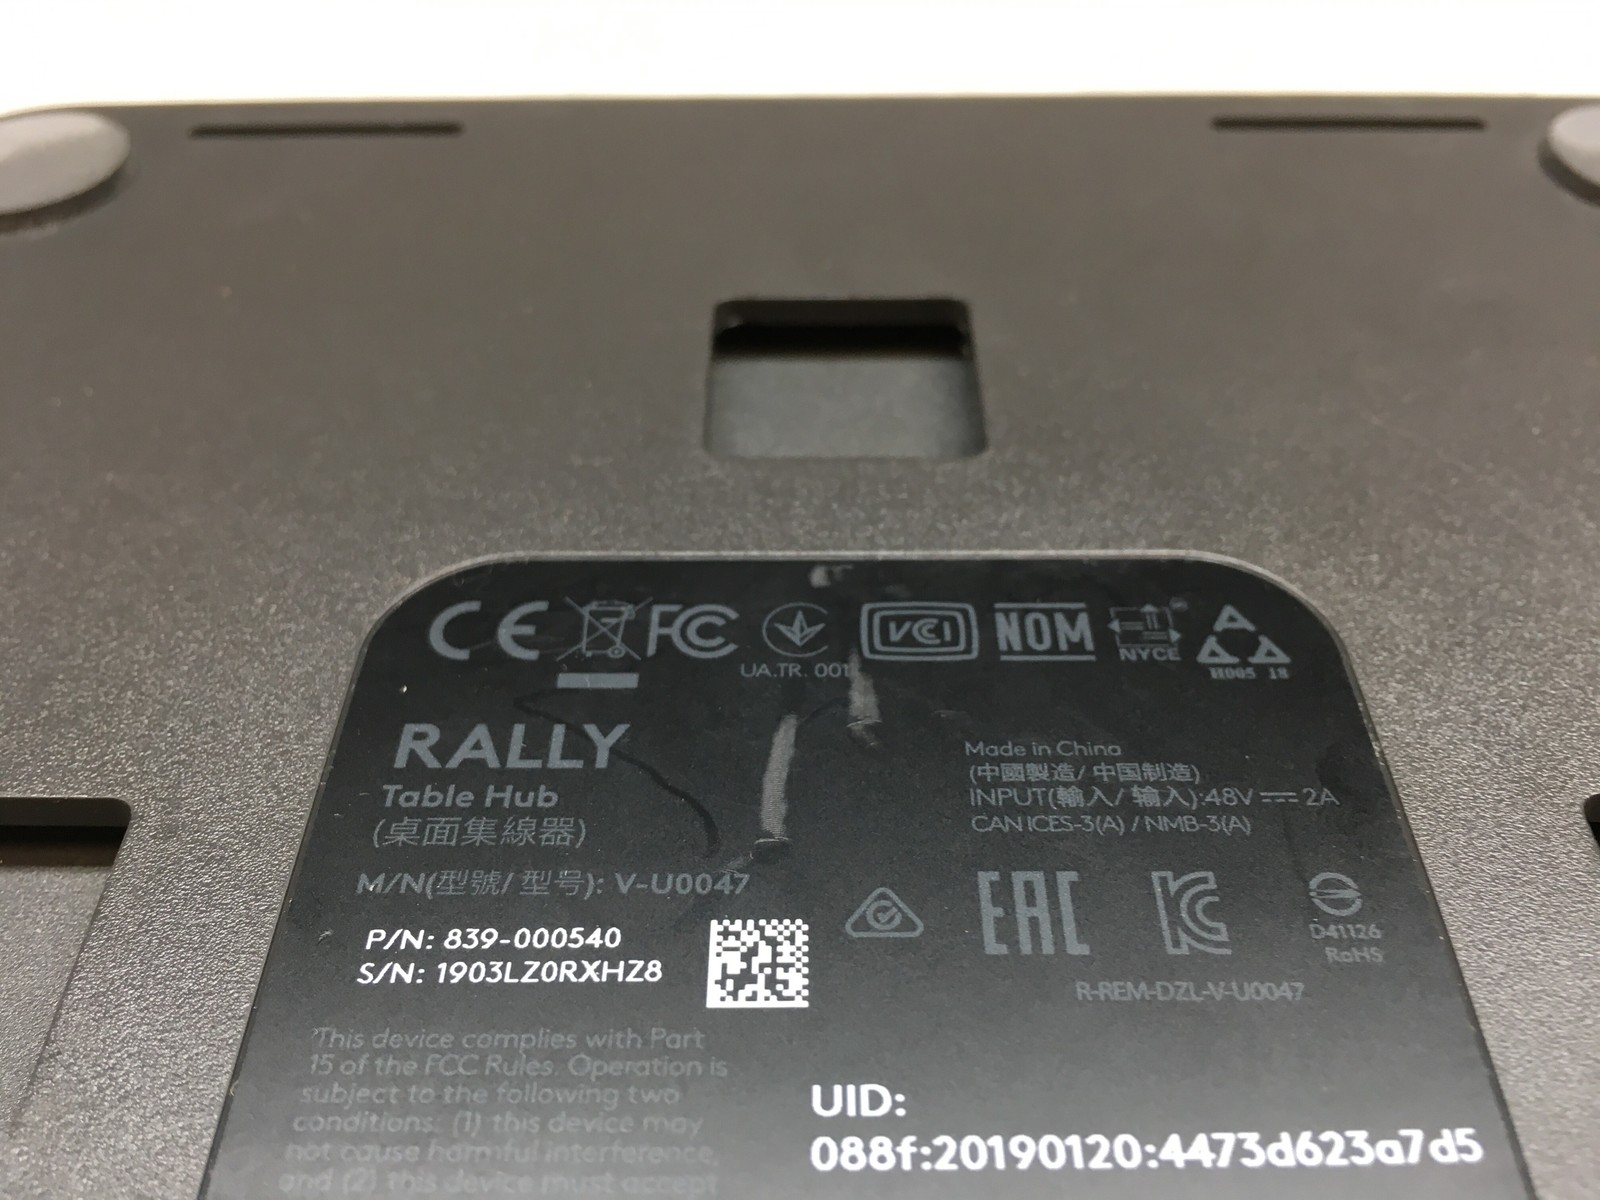 CE FC VCI NOM NYCE
UA.TR. 001
H005 18
RALLY
Table Hub
(桌面集線器)
M/N(型號/ 型号): V-U0047
P/N: 839-000540
S/N: 1903LZ0RXHZ8
Made in China
(中國製造/ 中国制造)
INPUT(輸入/ 输入):48V 2A
CAN ICES-3(A) / NMB-3(A)
EAC KC
D41126
RoHS
R-REM-DZL-V-U0047
This device complies with Part
15 of the FCC Rules. Operation is
subject to the following two
conditions: (1) this device may
not cause harmful interference,
and (2) this device must accept
UID:
088f:20190120:4473d623a7d5